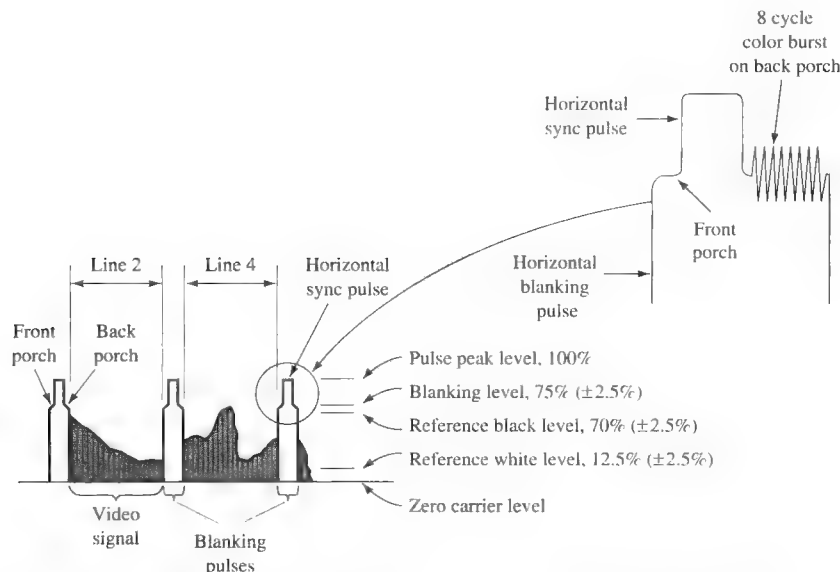 8 cycle
color burst
on back porch
Horizontal
sync pulse
Front
porch
Horizontal
blanking
pulse
Line 2
Line 4
Horizontal
sync pulse
Front
porch
Back
porch
Pulse peak level, 100%
Blanking level, 75% (±2.5%)
Reference black level, 70% (±2.5%)
Reference white level, 12.5% (±2.5%)
Zero carrier level
Video
signal
Blanking
pulses